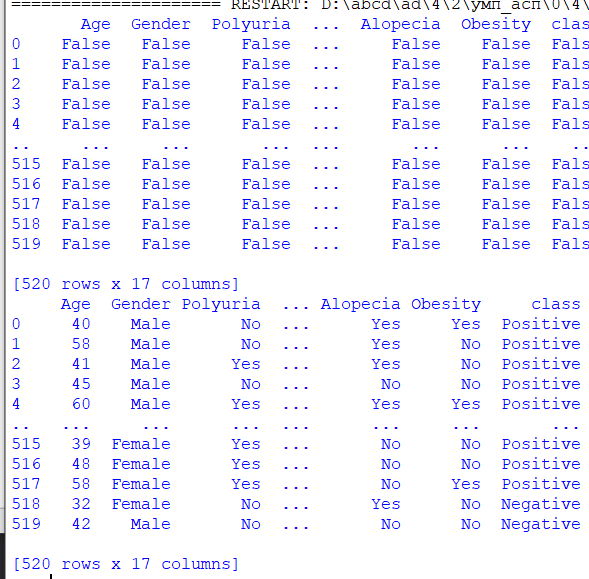 ===================== RESTART: D:\abcd\ad\4\2\умп_асп\0\4\
Age Gender Polyuria ... Alopecia Obesity clas
0 False False False ... False False Fals
1 False False False ... False False Fals
2 False False False ... False False Fals
3 False False False ... False False Fals
4 False False False ... False False Fals
.. ... ... ... ... ... ... ..
515 False False False ... False False Fals
516 False False False ... False False Fals
517 False False False ... False False Fals
518 False False False ... False False Fals
519 False False False ... False False Fals
[520 rows x 17 columns]
Age Gender Polyuria ... Alopecia Obesity class
0 40 Male No ... Yes Yes Positive
1 58 Male No ... Yes No Positive
2 41 Male Yes ... Yes No Positive
3 45 Male No ... No No Positive
4 60 Male Yes ... Yes Yes Positive
.. ... ... ... ... ... ... ...
515 39 Female Yes ... No No Positive
516 48 Female Yes ... No No Positive
517 58 Female Yes ... No Yes Positive
518 32 Female No ... Yes No Negative
519 42 Male No ... No No Negative
[520 rows x 17 columns]